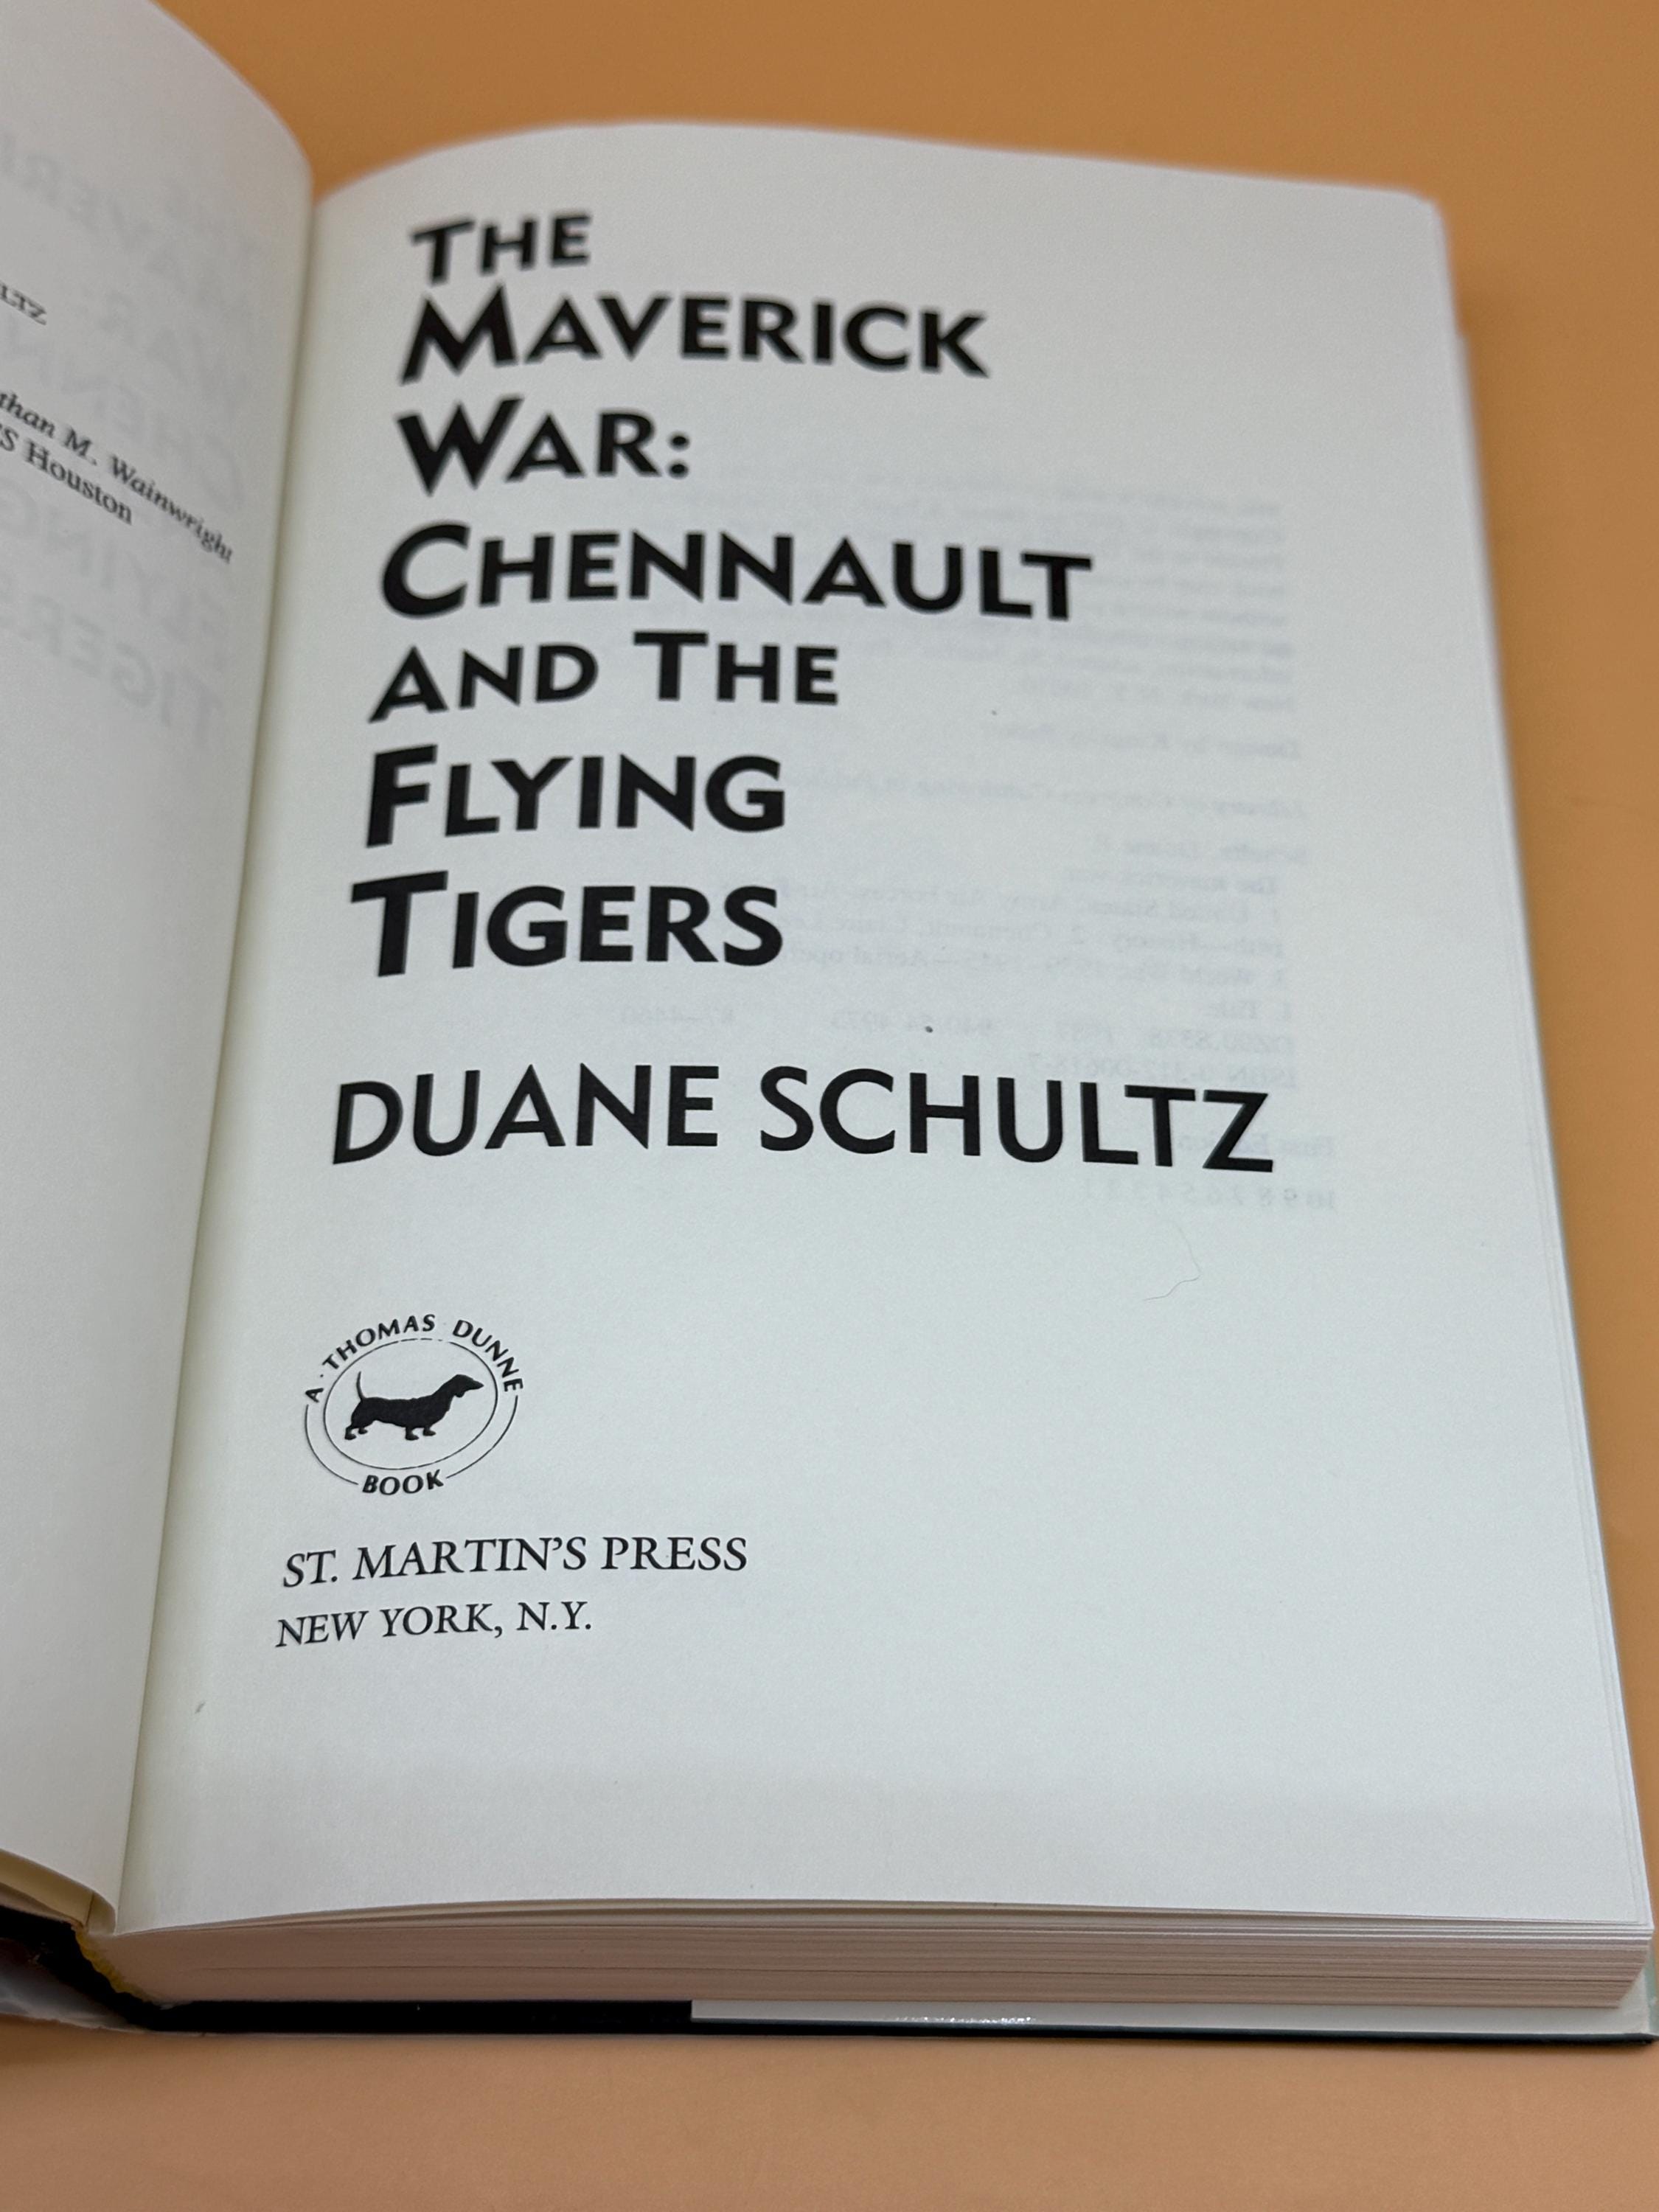 LTZ
than M. Wainwright
S Houston
THE
MAVERICK
WAR:
CHENNAULT
AND THE
FLYING
TIGERS
DUANE SCHULTZ
A THOMAS DUNNE
BOOK
ST. MARTIN'S PRESS
NEW YORK, N.Y.